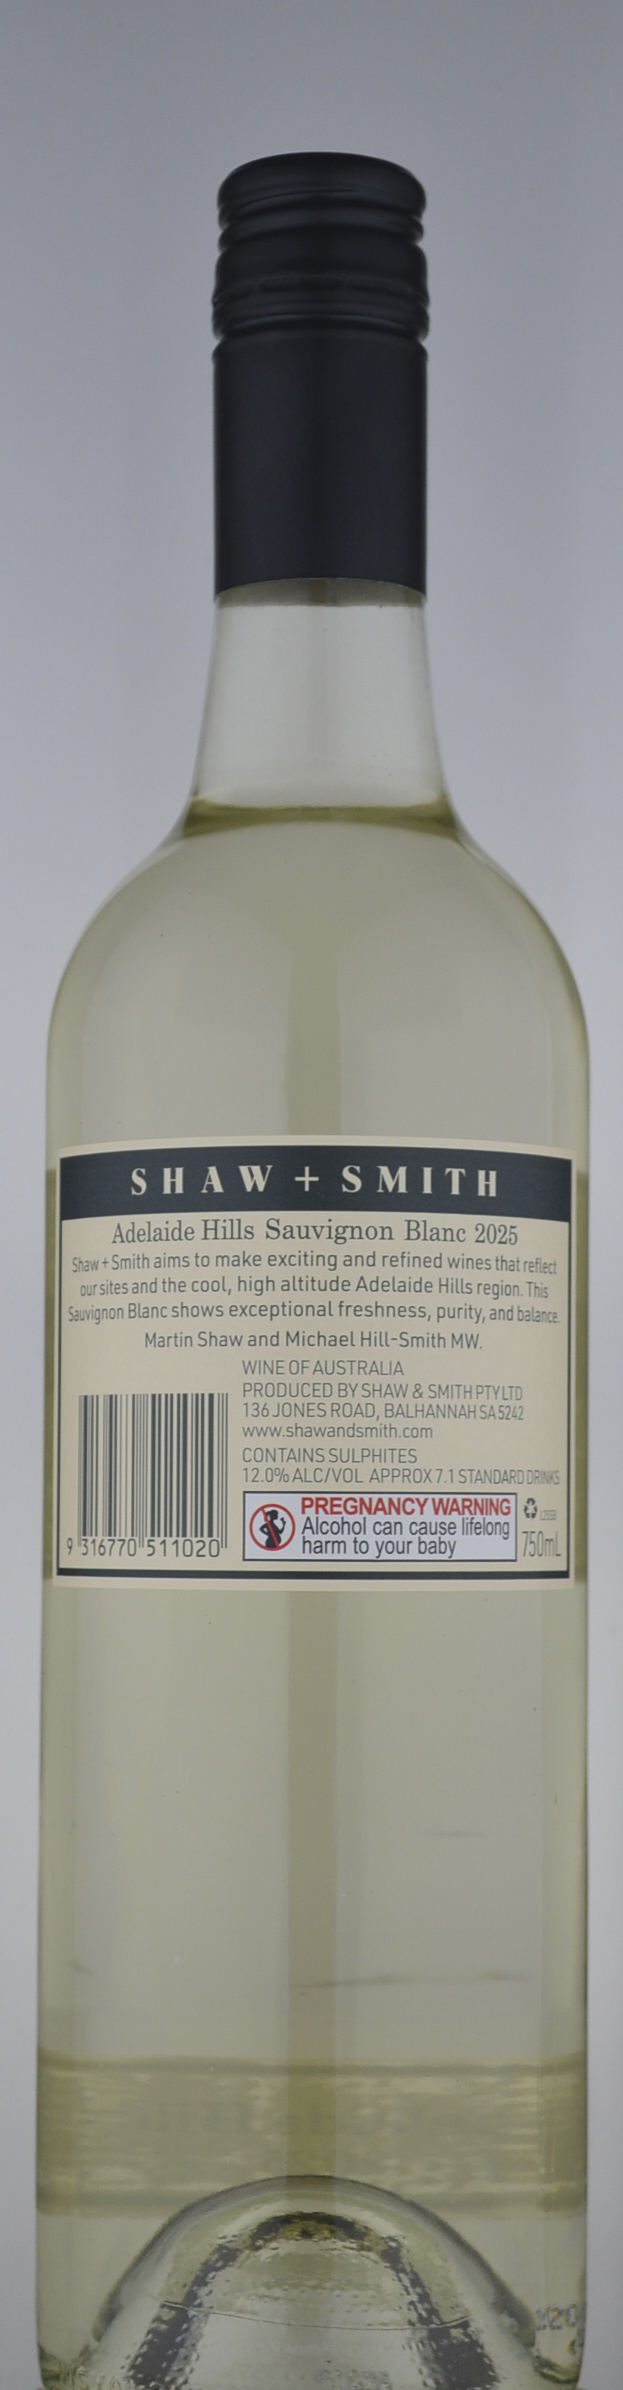 SHAW + SMITH
Adelaide Hills Sauvignon Blanc 2025
Shaw + Smith aims to make exciting and refined wines that reflect
our sites and the cool, high altitude Adelaide Hills region. This
Sauvignon Blanc shows exceptional freshness, purity, and balance.
Martin Shaw and Michael Hill-Smith MW.
WINE OF AUSTRALIA
PRODUCED BY SHAW & SMITH PTY LTD
136 JONES ROAD, BALHANNAH SA 5242
www.shawandsmith.com
CONTAINS SULPHITES
12.0% ALC/VOL APPROX 7.1 STANDARD DRINKS
PREGNANCY WARNING
Alcohol can cause lifelong
harm to your baby
750mL
9 316770 511020